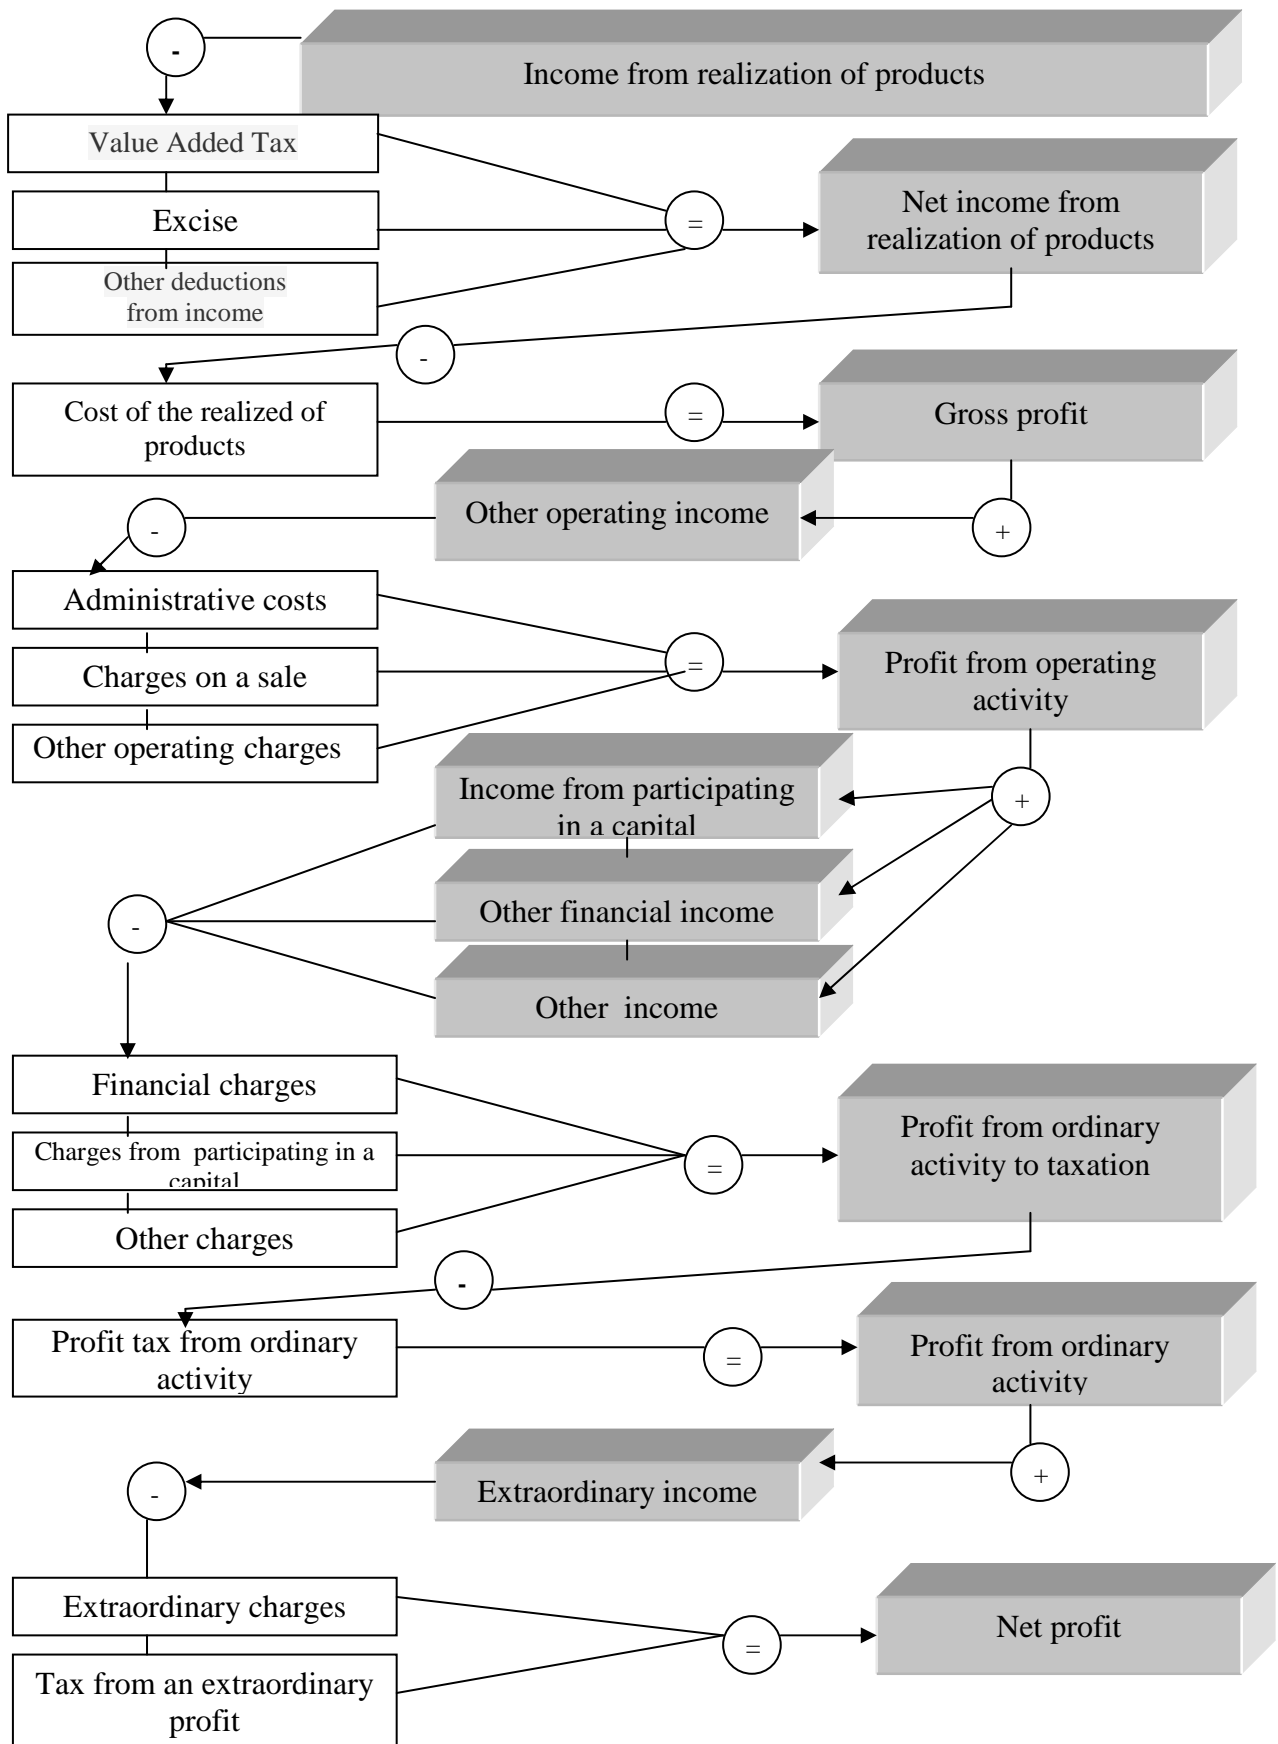 -
Income from realization of products
Value Added Tax
Excise
=
Net income from
realization of products
Other deductions
from income
-
Cost of the realized of
products
=
Gross profit
Other operating income
-
+
Administrative costs
Charges on a sale
=
Profit from operating
activity
Other operating charges
Income from participating
in a capital
+
Other financial income
-
Other income
Financial charges
Charges from participating in a
capital
=
Profit from ordinary
activity to taxation
Other charges
-
Profit tax from ordinary
activity
=
Profit from ordinary
activity
Extraordinary income
-
+
Extraordinary charges
=
Net profit
Tax from an extraordinary
profit